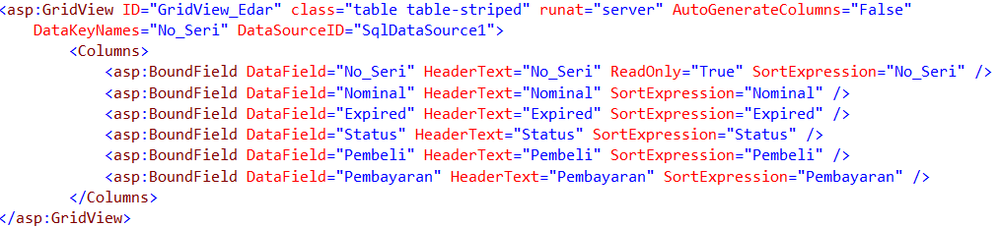 <asp:GridView ID="GridView_Edar" class="table table-striped" runat="server" AutoGenerateColumns="False"
DataKeyNames="No_Seri" DataSourceID="SqlDataSource1">
<Columns>
<asp:BoundField DataField="No_Seri" HeaderText="No_Seri" ReadOnly="True" SortExpression="No_Seri" />
<asp:BoundField DataField="Nominal" HeaderText="Nominal" SortExpression="Nominal" />
<asp:BoundField DataField="Expired" HeaderText="Expired" SortExpression="Expired" />
<asp:BoundField DataField="Status" HeaderText="Status" SortExpression="Status" />
<asp:BoundField DataField="Pembeli" HeaderText="Pembeli" SortExpression="Pembeli" />
<asp:BoundField DataField="Pembayaran" HeaderText="Pembayaran" SortExpression="Pembayaran" />
</Columns>
</asp:GridView>